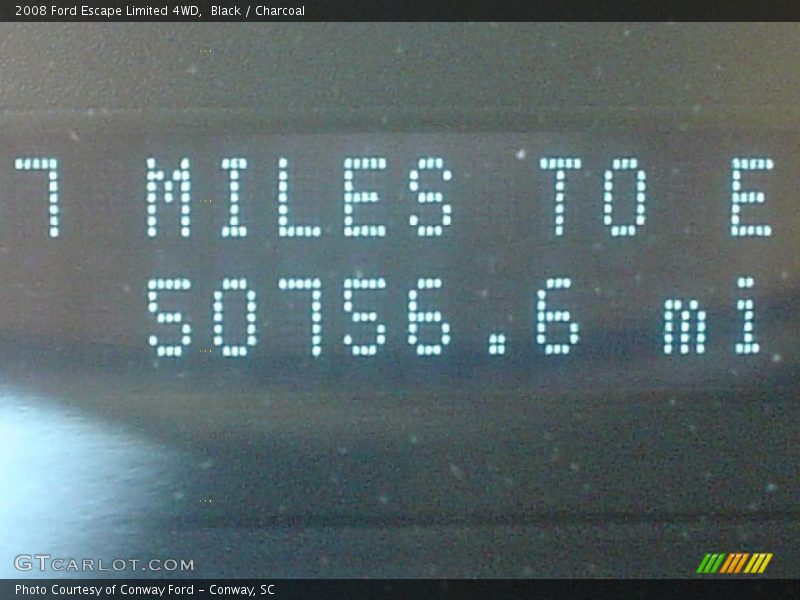 2008 Ford Escape Limited 4WD, Black / Charcoal
7 MILES TO E
50756.6 mi
GTCARLOT.COM
Photo Courtesy of Conway Ford - Conway, SC